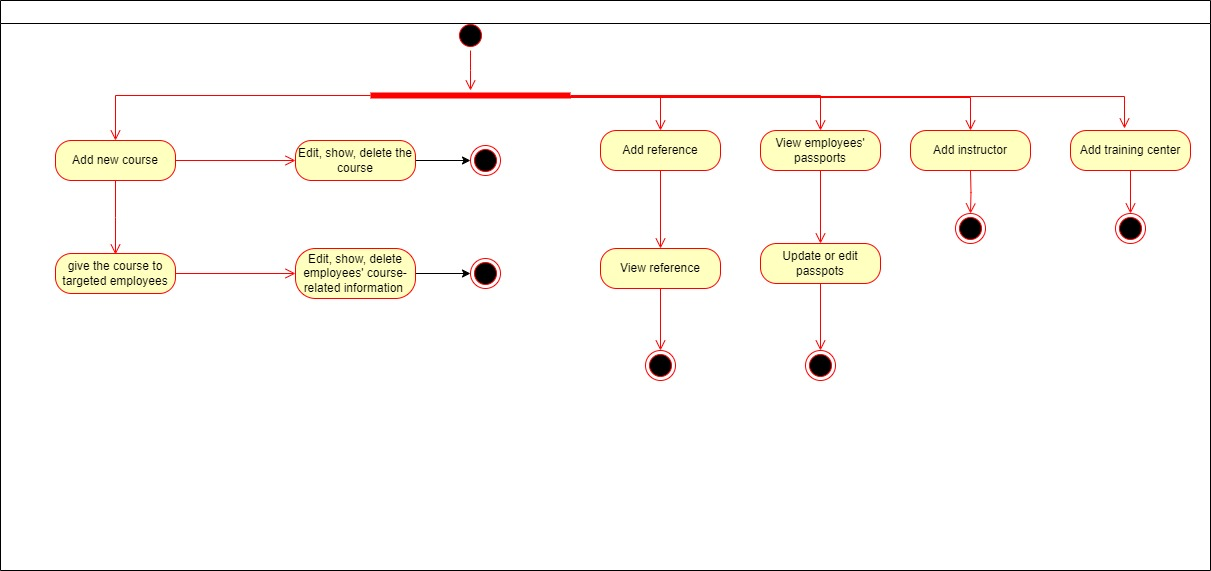 Add new course
Edit, show, delete the
course
Add reference
View employees'
passports
Add instructor
Add training center
give the course to
targeted employees
Edit, show, delete
employees' course-
related information
View reference
Update or edit
passpots